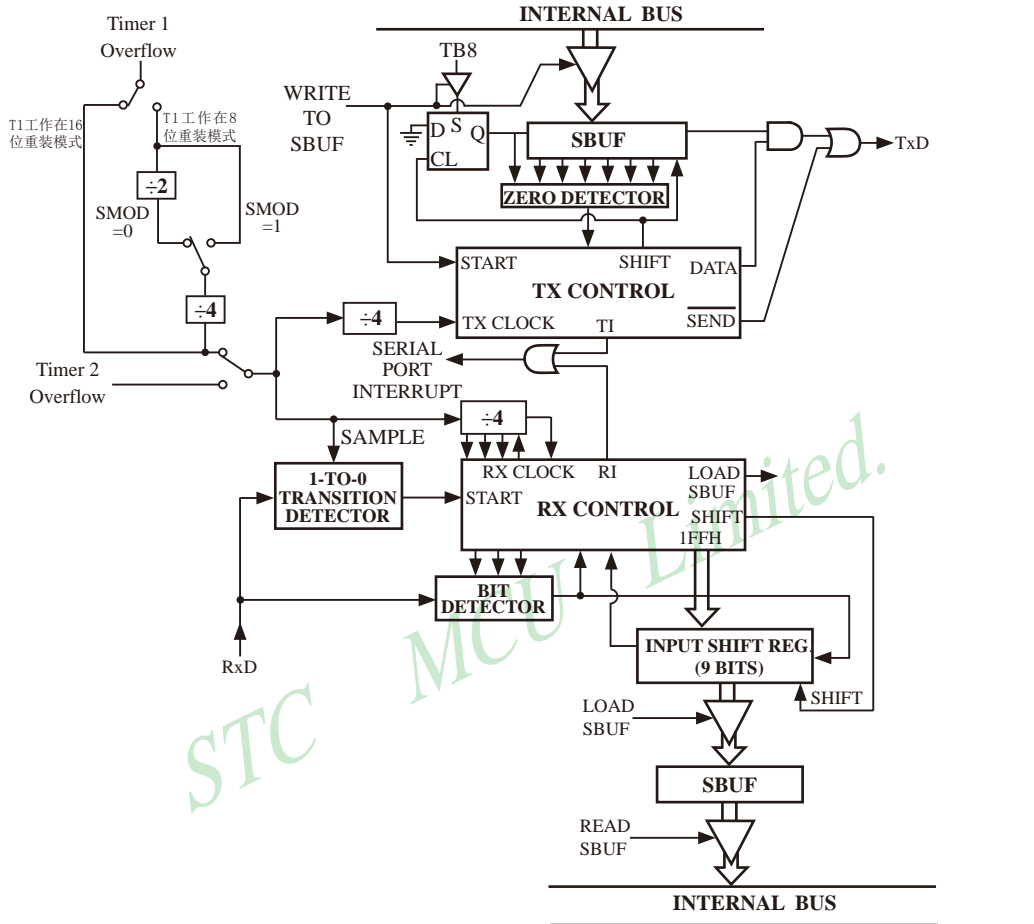 INTERNAL BUS
Timer 1
Overflow
TB8
T1工作在16
位重装模式
T1工作在8
位重装模式
WRITE
TO
SBUF
D
S
Q
CL
SBUF
TxD
÷2
ZERO DETECTOR
SMOD
=0
SMOD
=1
START
SHIFT
DATA
TX CONTROL
÷4
÷4
TX CLOCK
TI
SEND
SERIAL
PORT
INTERRUPT
Timer 2
Overflow
÷4
SAMPLE
RX CLOCK
RI
LOAD
SBUF
1-TO-0
TRANSITION
DETECTOR
START
RX CONTROL
SHIFT
1FFH
BIT
DETECTOR
RxD
INPUT SHIFT REG.
(9 BITS)
SHIFT
LOAD
SBUF
SBUF
READ
SBUF
INTERNAL BUS
STC MCU Limited.